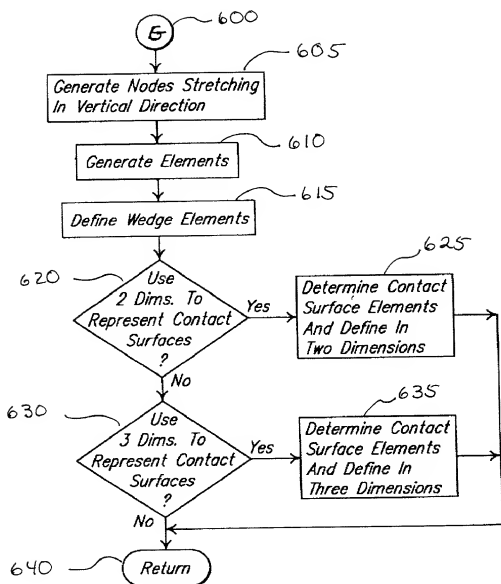 G
600
605
Generate Nodes Stretching
In Vertical Direction
610
Generate Elements
615
Define Wedge Elements
620
Use
2 Dims. To
Represent Contact
Surfaces
?
Yes
625
Determine Contact
Surface Elements
And Define In
Two Dimensions
No
630
Use
3 Dims. To
Represent Contact
Surfaces
?
Yes
635
Determine Contact
Surface Elements
And Define In
Three Dimensions
No
640
Return